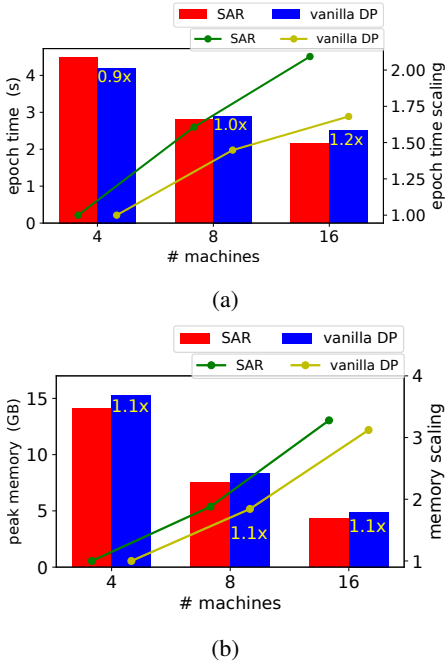 SAR vanilla DP
SAR vanilla DP
4
3
2
1
0
epoch time (s)
0.9x
1.0x
1.2x
2.00
1.75
1.50
1.25
1.00
epoch time scaling
4 8 16
# machines
(a)
SAR vanilla DP
SAR vanilla DP
15
10
5
0
peak memory (GB)
1.1x
1.1x
1.1x
4
3
2
1
memory scaling
4 8 16
# machines
(b)